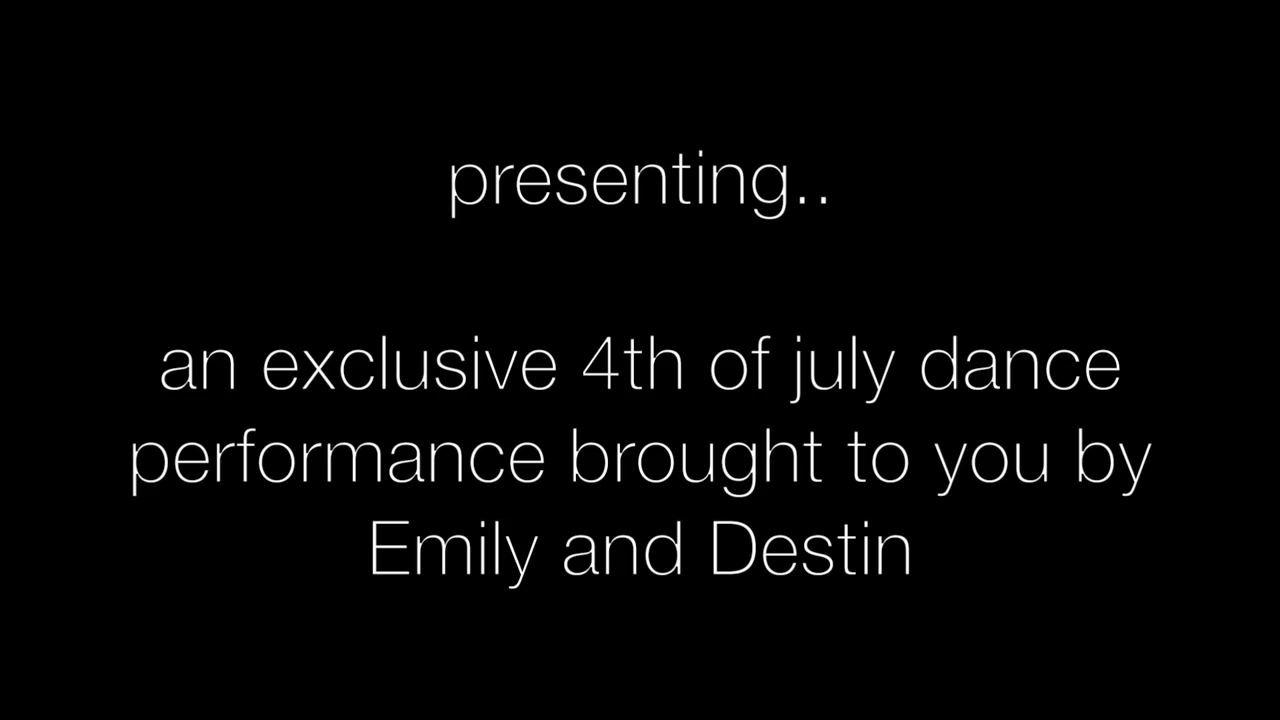 presenting..
an exclusive 4th of july dance
performance brought to you by
Emily and Destin